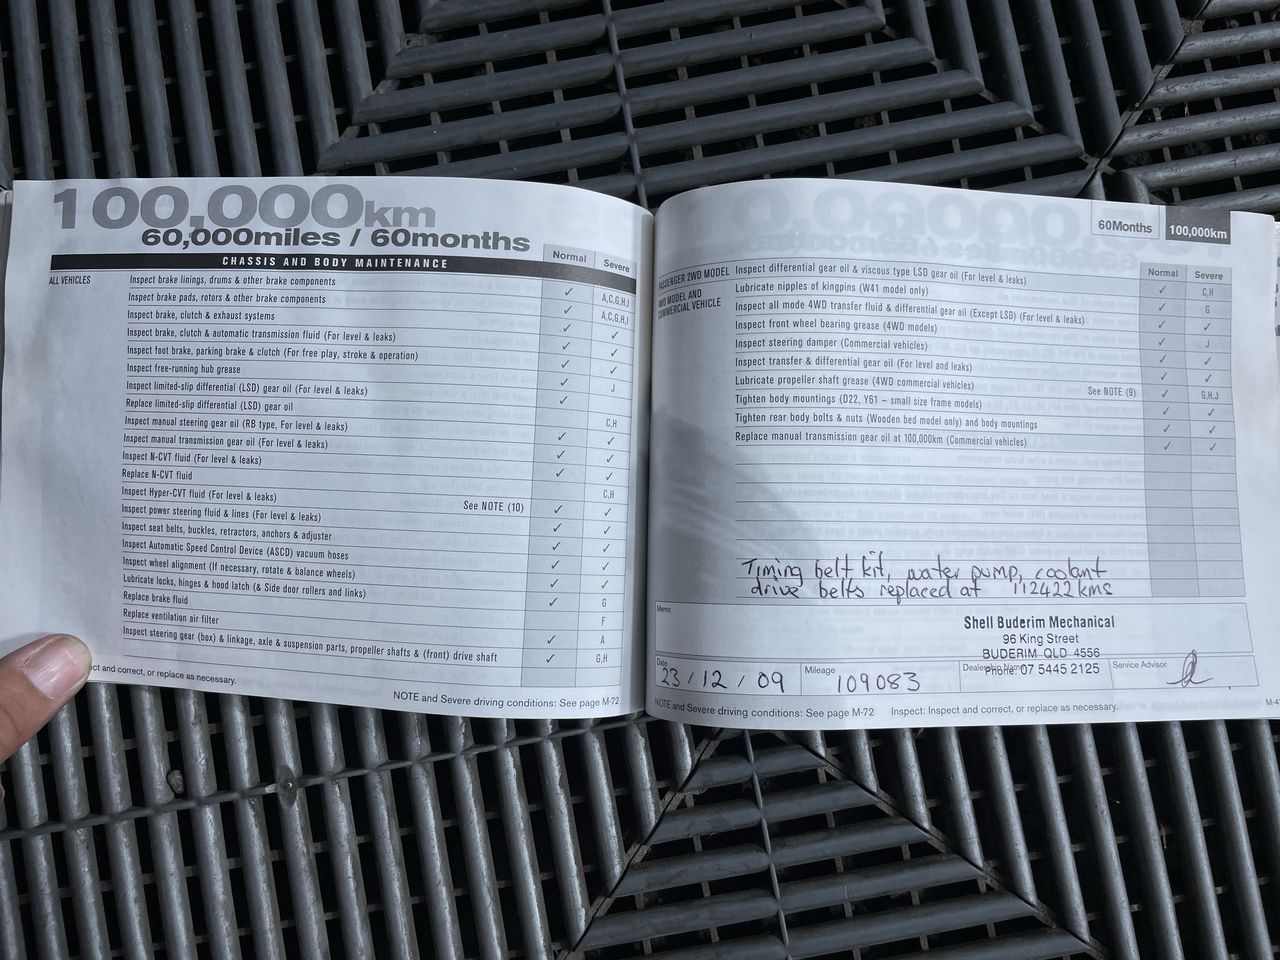 100,000km
60,000miles / 60months
CHASSIS AND BODY MAINTENANCE
Normal
Severe
ALL VEHICLES
Inspect brake linings, drums & other brake components ✓ A,C,G,H,I
Inspect brake pads, rotors & other brake components ✓ A,C,G,H,I
Inspect brake, clutch & exhaust systems ✓ ✓
Inspect brake, clutch & automatic transmission fluid (For level & leaks) ✓ ✓
Inspect foot brake, parking brake & clutch (For free play, stroke & operation) ✓ ✓
Inspect free-running hub grease ✓ J
Inspect limited-slip differential (LSD) gear oil (For level & leaks) ✓
Replace limited-slip differential (LSD) gear oil C,H
Inspect manual steering gear oil (RB type, For level & leaks) ✓ ✓
Inspect manual transmission gear oil (For level & leaks) ✓ ✓
Inspect N-CVT fluid (For level & leaks) ✓ ✓
Replace N-CVT fluid C,H
Inspect Hyper-CVT fluid (For level & leaks) See NOTE (10) ✓ ✓
Inspect power steering fluid & lines (For level & leaks) ✓ ✓
Inspect seat belts, buckles, retractors, anchors & adjuster ✓ ✓
Inspect Automatic Speed Control Device (ASCD) vacuum hoses ✓ ✓
Inspect wheel alignment (If necessary, rotate & balance wheels) ✓ ✓
Lubricate locks, hinges & hood latch (& Side door rollers and links) ✓ G
Replace brake fluid F
Replace ventilation air filter ✓ A
Inspect steering gear (box) & linkage, axle & suspension parts, propeller shafts & (front) drive shaft ✓ G,H
ect and correct, or replace as necessary.
NOTE and Severe driving conditions: See page M-72
60Months
100,000km
Normal
Severe
PASSENGER 2WD MODEL
4WD MODEL AND
COMMERCIAL VEHICLE
Inspect differential gear oil & viscous type LSD gear oil (For level & leaks) ✓ C,H
Lubricate nipples of kingpins (W41 model only) ✓ G
Inspect all mode 4WD transfer fluid & differential gear oil (Except LSD) (For level & leaks) ✓ ✓
Inspect front wheel bearing grease (4WD models) ✓ J
Inspect steering damper (Commercial vehicles) ✓ ✓
Inspect transfer & differential gear oil (For level and leaks) ✓ ✓
Lubricate propeller shaft grease (4WD commercial vehicles) See NOTE (9) ✓ G,H,J
Tighten body mountings (D22, Y61 – small size frame models) ✓ ✓
Tighten rear body bolts & nuts (Wooden bed model only) and body mountings ✓ ✓
Replace manual transmission gear oil at 100,000km (Commercial vehicles) ✓ ✓
Timing belt kit, water pump, coolant
drive belts replaced at 112422kms
Memo
Shell Buderim Mechanical
96 King Street
BUDERIM QLD 4556
Phone: 07 5445 2125
Date
23/12/09
Mileage
109083
Dealership Name
Service Advisor
NOTE and Severe driving conditions: See page M-72
Inspect: Inspect and correct, or replace as necessary.